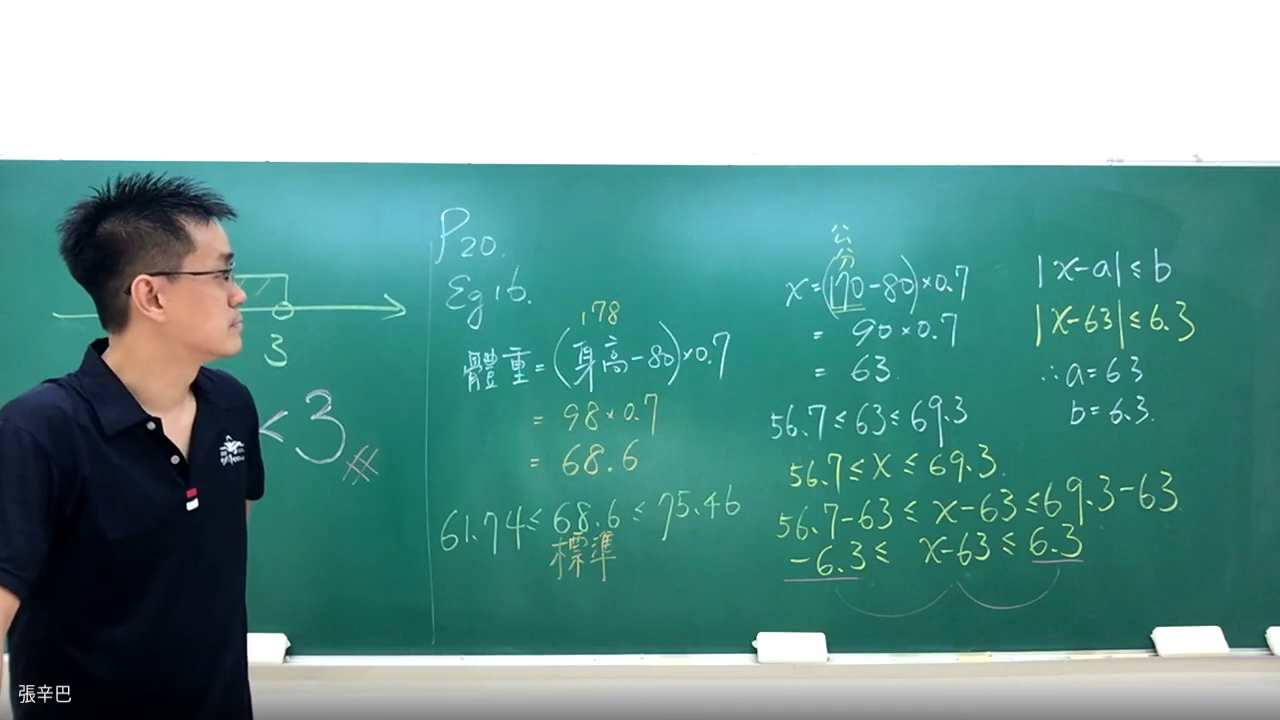 3
< 3
P20.
Eg 16.
178
體重 = (身高-80)×0.7
= 98×0.7
= 68.6
61.74 ≤ 68.6 ≤ 75.46
標準
公分
x = (170-80)×0.7
= 90×0.7
= 63.
56.7 ≤ 63 ≤ 69.3
56.7 ≤ x ≤ 69.3.
56.7-63 ≤ x-63 ≤ 69.3-63
-6.3 ≤ x-63 ≤ 6.3
|x-a| ≤ b
|x-63| ≤ 6.3
∴ a=63
b=6.3.
張辛巴